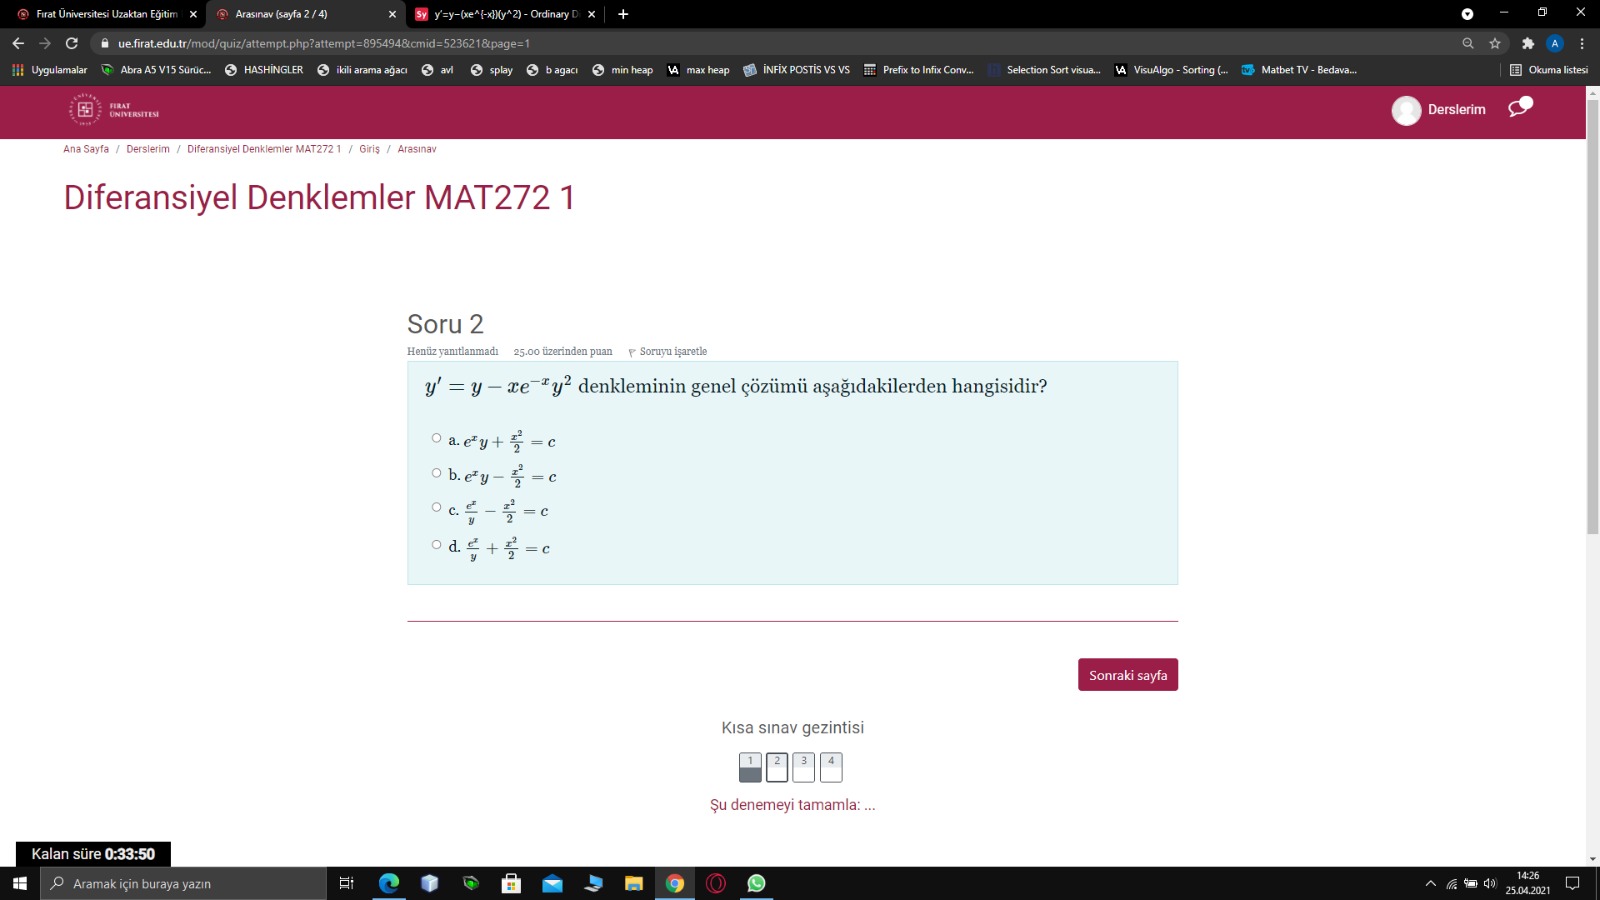 Fırat Üniversitesi Uzaktan Eğitim
Arasınav (sayfa 2 / 4)
Sy y'=y−(xe^{-x})(y^2) - Ordinary D
ue.firat.edu.tr/mod/quiz/attempt.php?attempt=895494&cmid=523621&page=1
A
Uygulamalar
Abra A5 V15 Sürüc...
HASHİNGLER
ikili arama ağacı
avl
splay
b agacı
min heap
VA max heap
İNFİX POSTİS VS VS
Prefix to Infix Conv...
Selection Sort visua...
VA VisuAlgo - Sorting (...
Matbet TV - Bedava...
Okuma listesi
FIRAT
ÜNİVERSİTESİ
Derslerim
Ana Sayfa / Derslerim / Diferansiyel Denklemler MAT272 1 / Giriş / Arasınav
Diferansiyel Denklemler MAT272 1
Soru 2
Henüz yanıtlanmadı 25.00 üzerinden puan Soruyu işaretle
y′ = y − xe^{−x}y^2 denkleminin genel çözümü aşağıdakilerden hangisidir?
a. e^x y + x^2/2 = c
b. e^x y − x^2/2 = c
c. e^x/y − x^2/2 = c
d. e^x/y + x^2/2 = c
Sonraki sayfa
Kısa sınav gezintisi
1 2 3 4
Şu denemeyi tamamla: ...
Kalan süre 0:33:50
Aramak için buraya yazın
14:26
25.04.2021